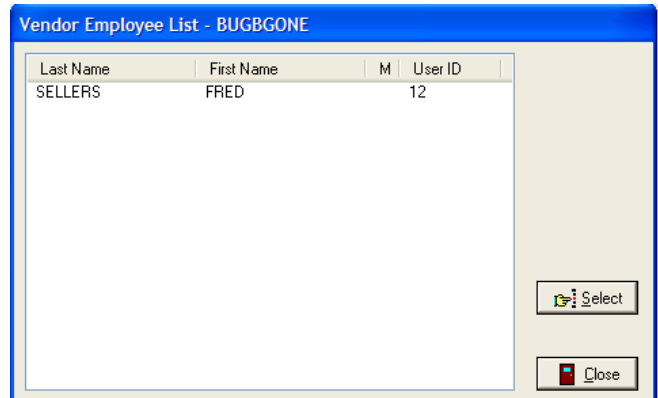 Vendor Employee List - BUGBGONE
Last Name First Name M User ID
SELLERS FRED 12
Select
Close